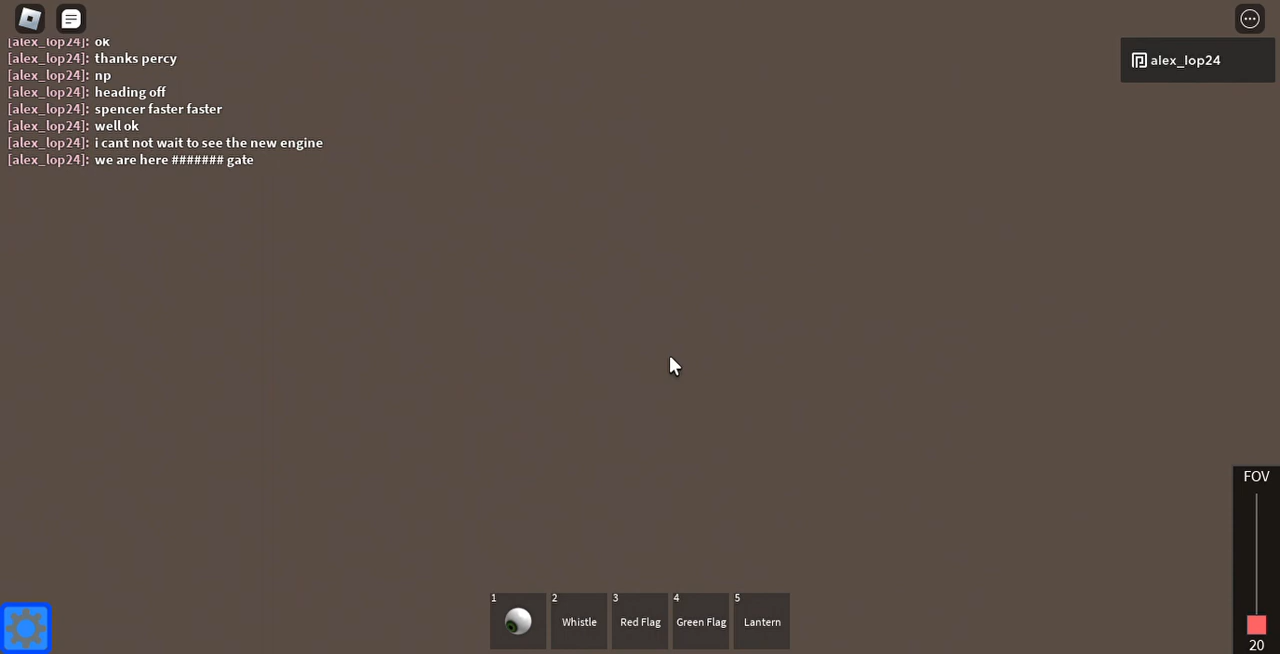 [alex_lop24]: ok
[alex_lop24]: thanks percy
[alex_lop24]: np
[alex_lop24]: heading off
[alex_lop24]: spencer faster faster
[alex_lop24]: well ok
[alex_lop24]: i cant not wait to see the new engine
[alex_lop24]: we are here ####### gate
alex_lop24
FOV
20
1
2 Whistle
3 Red Flag
4 Green Flag
5 Lantern